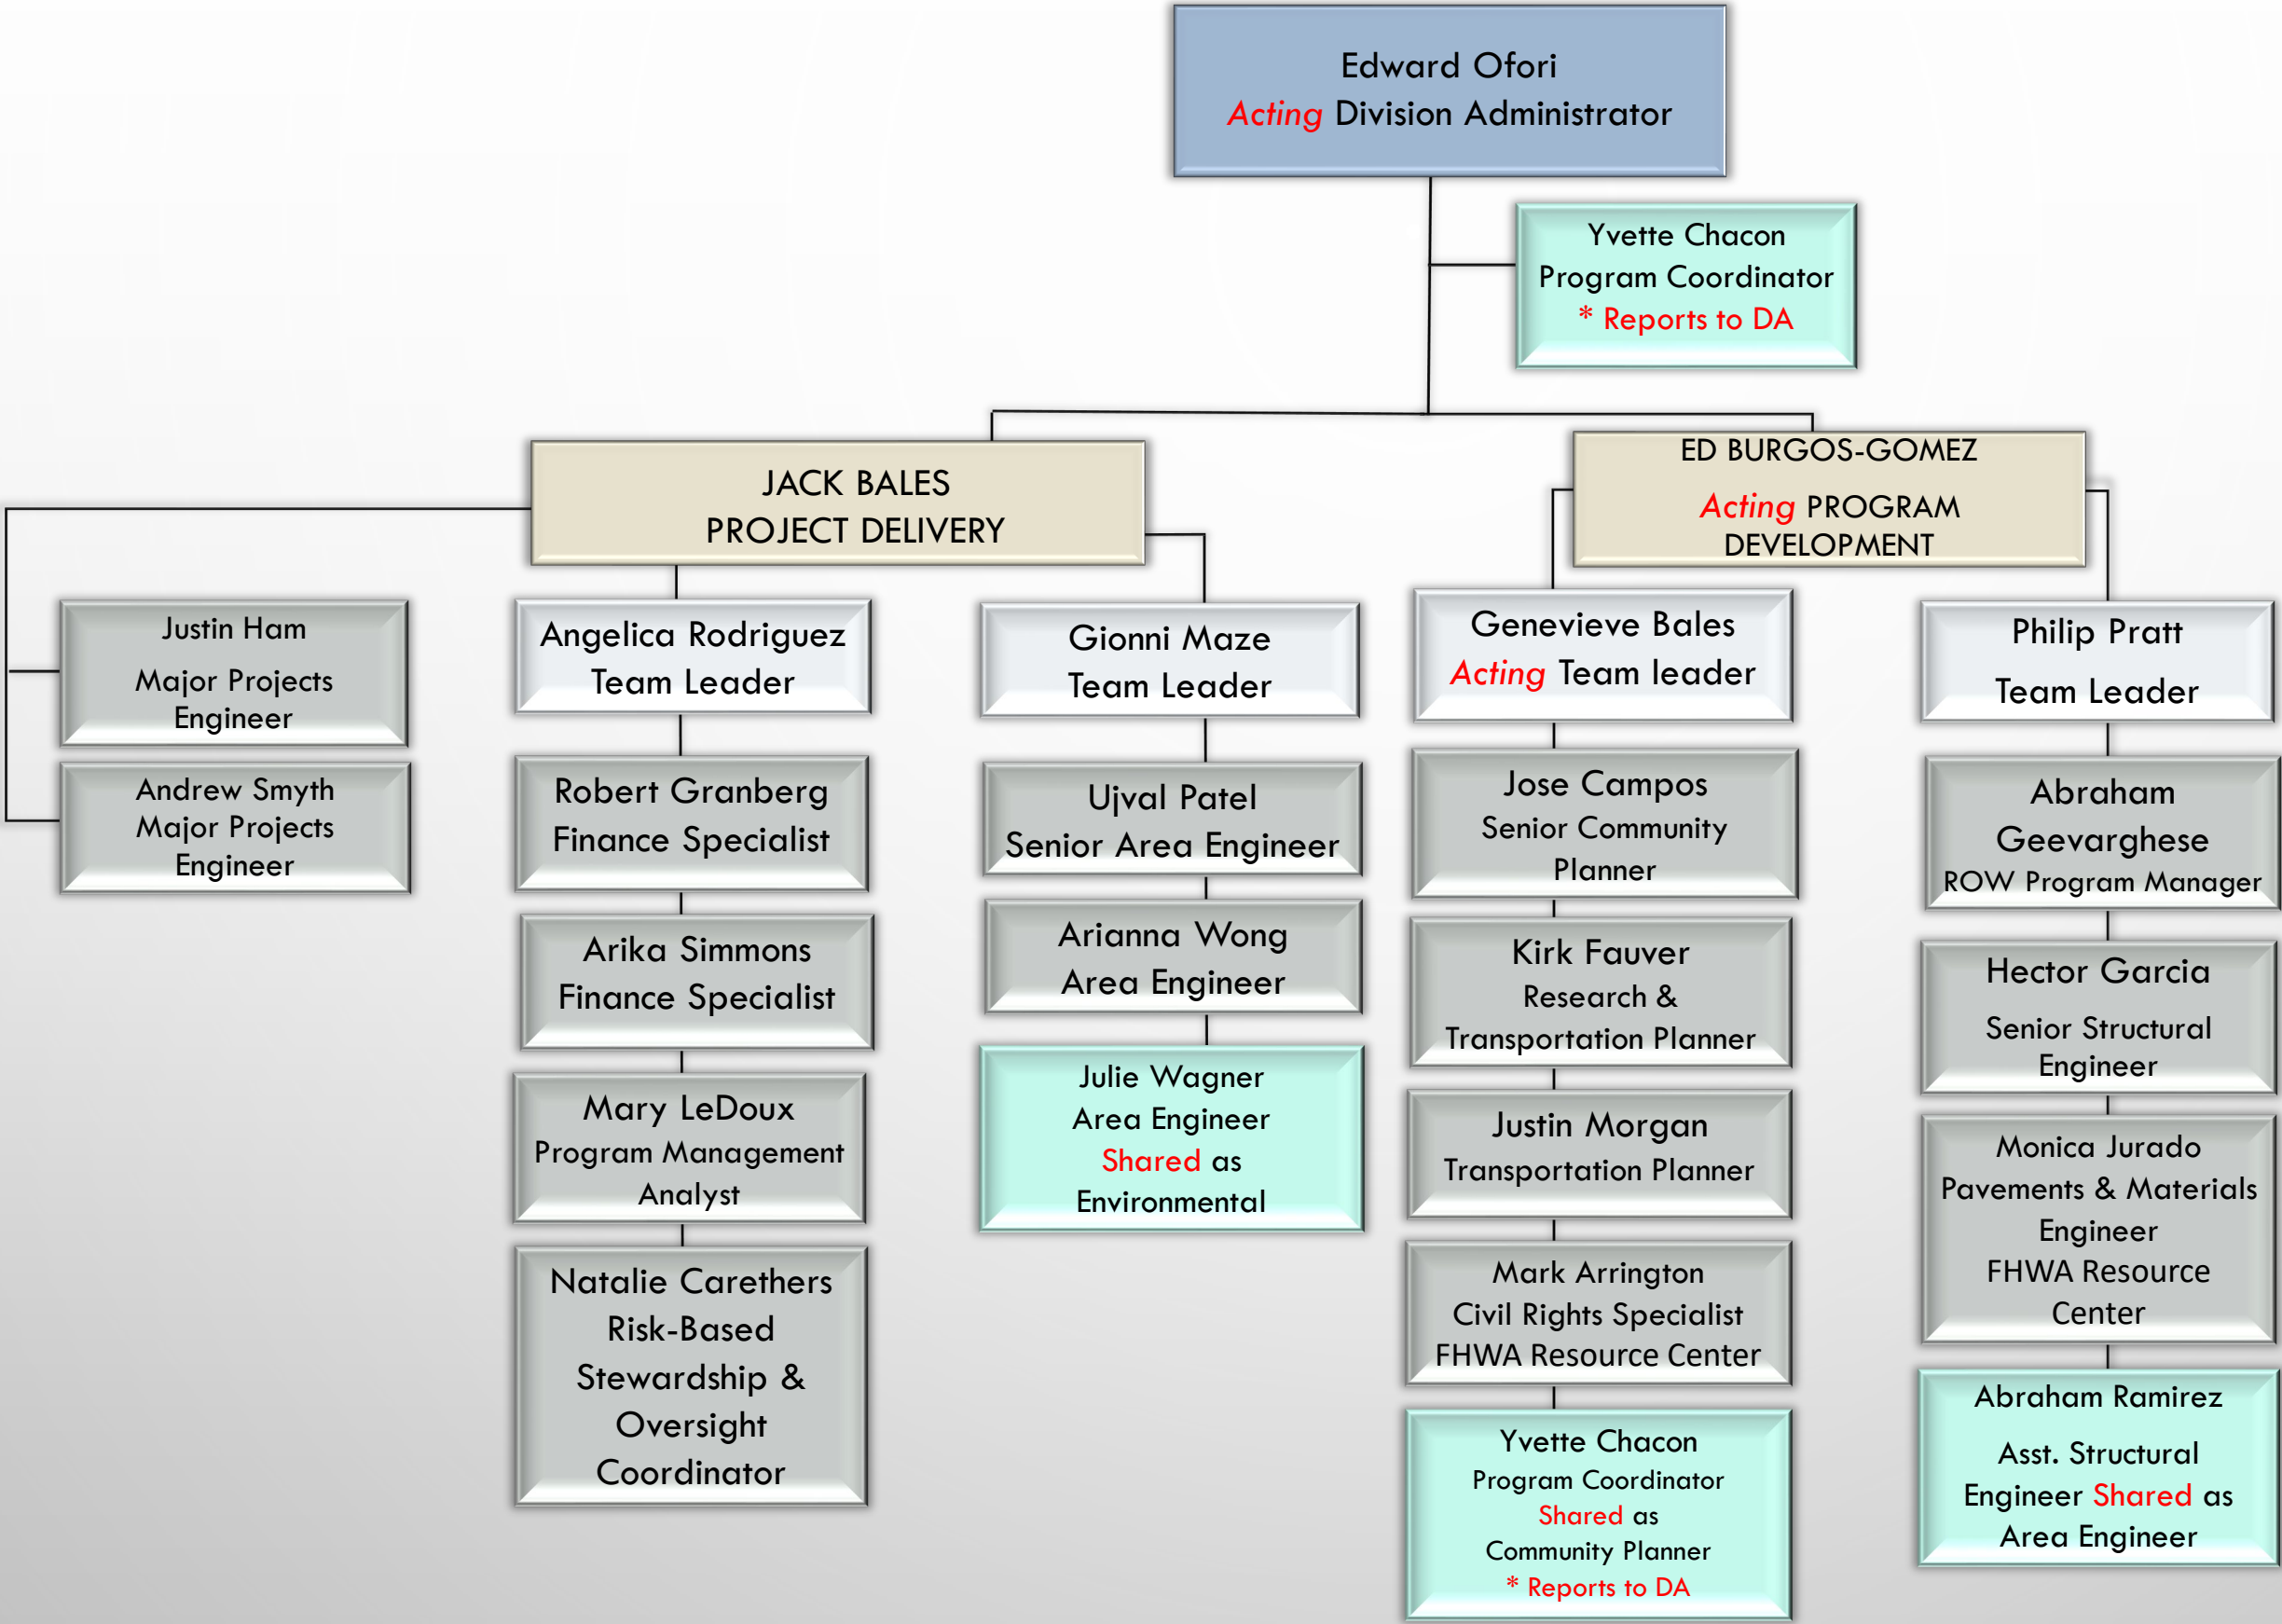 Edward Ofori
Acting Division Administrator
Yvette Chacon
Program Coordinator
* Reports to DA
JACK BALES
PROJECT DELIVERY
ED BURGOS-GOMEZ
Acting PROGRAM
DEVELOPMENT
Justin Ham
Major Projects
Engineer
Andrew Smyth
Major Projects
Engineer
Angelica Rodriguez
Team Leader
Robert Granberg
Finance Specialist
Arika Simmons
Finance Specialist
Mary LeDoux
Program Management
Analyst
Natalie Carethers
Risk-Based
Stewardship &
Oversight
Coordinator
Gionni Maze
Team Leader
Ujval Patel
Senior Area Engineer
Arianna Wong
Area Engineer
Julie Wagner
Area Engineer
Shared as
Environmental
Genevieve Bales
Acting Team leader
Jose Campos
Senior Community
Planner
Kirk Fauver
Research &
Transportation Planner
Justin Morgan
Transportation Planner
Mark Arrington
Civil Rights Specialist
FHWA Resource Center
Yvette Chacon
Program Coordinator
Shared as
Community Planner
* Reports to DA
Philip Pratt
Team Leader
Abraham
Geevarghese
ROW Program Manager
Hector Garcia
Senior Structural
Engineer
Monica Jurado
Pavements & Materials
Engineer
FHWA Resource
Center
Abraham Ramirez
Asst. Structural
Engineer Shared as
Area Engineer